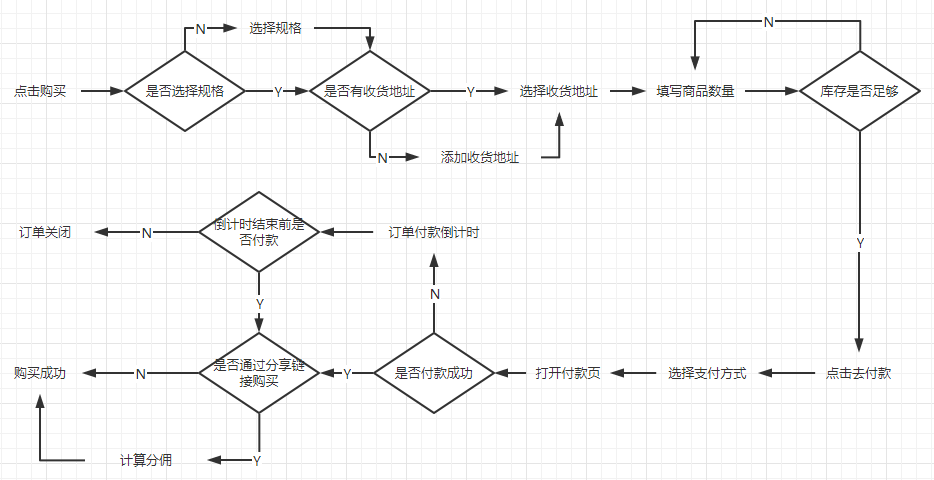 N
选择规格
N
点击购买
是否选择规格
Y
是否有收货地址
Y
选择收货地址
填写商品数量
库存是否足够
N
添加收货地址
订单关闭
N
倒计时结束前是
否付款
订单付款倒计时
Y
N
Y
购买成功
N
是否通过分享链
接购买
Y
是否付款成功
打开付款页
选择支付方式
点击去付款
计算分佣
Y